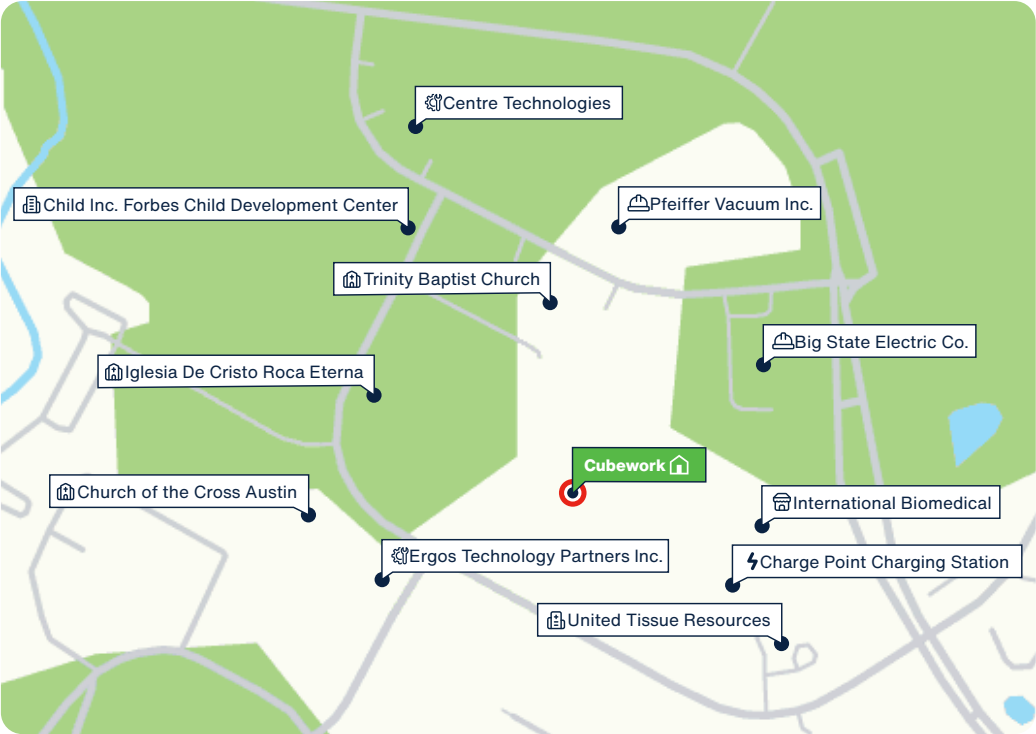 Centre Technologies
Child Inc. Forbes Child Development Center
Pfeiffer Vacuum Inc.
Trinity Baptist Church
Big State Electric Co.
Iglesia De Cristo Roca Eterna
Cubework
Church of the Cross Austin
International Biomedical
Ergos Technology Partners Inc.
Charge Point Charging Station
United Tissue Resources